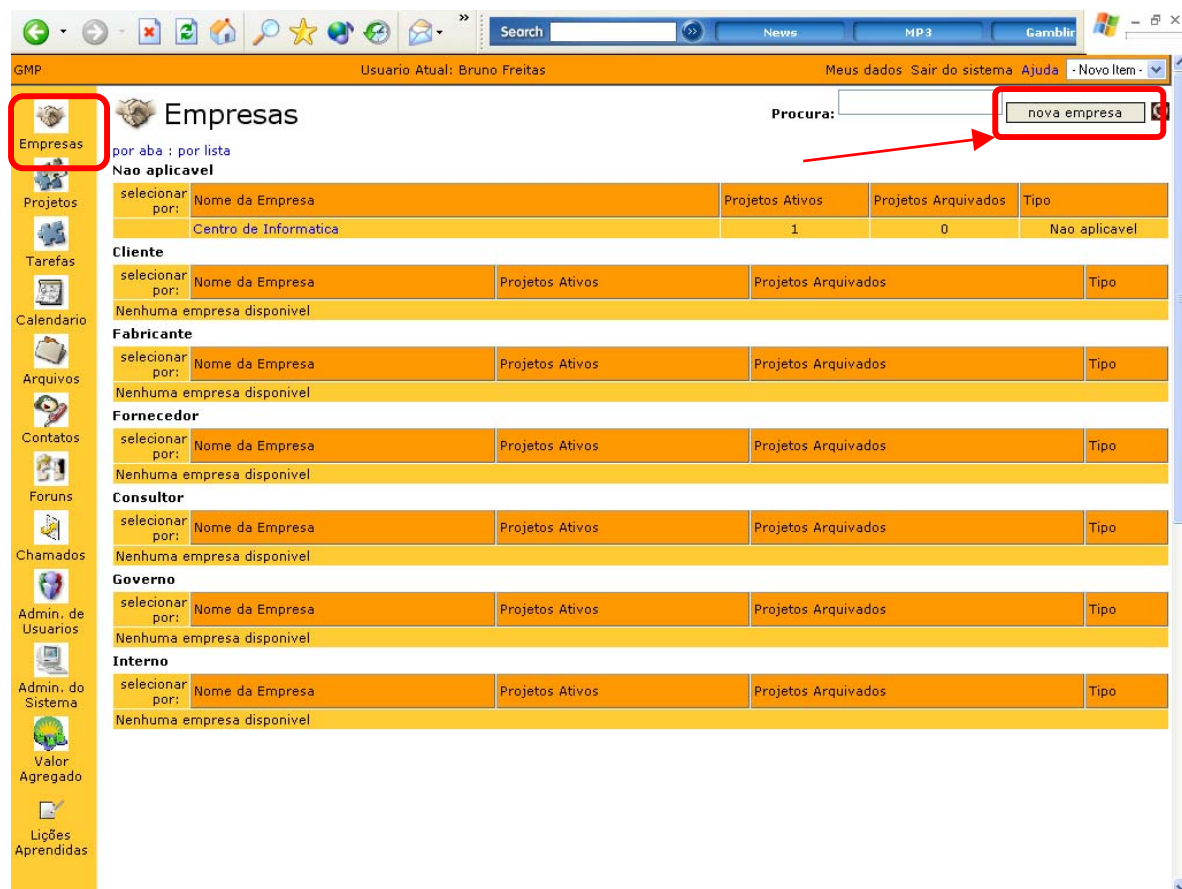 » Search News MP3 Gamblin
GMP Usuario Atual: Bruno Freitas Meus dados Sair do sistema Ajuda - Novo Item -
Empresas
Projetos
Tarefas
Calendario
Arquivos
Contatos
Foruns
Chamados
Admin. de
Usuarios
Admin. do
Sistema
Valor
Agregado
Lições
Aprendidas
Empresas Procura: nova empresa
por aba : por lista
Nao aplicavel
selecionar por: Nome da Empresa Projetos Ativos Projetos Arquivados Tipo
Centro de Informatica 1 0 Nao aplicavel
Cliente
selecionar por: Nome da Empresa Projetos Ativos Projetos Arquivados Tipo
Nenhuma empresa disponivel
Fabricante
selecionar por: Nome da Empresa Projetos Ativos Projetos Arquivados Tipo
Nenhuma empresa disponivel
Fornecedor
selecionar por: Nome da Empresa Projetos Ativos Projetos Arquivados Tipo
Nenhuma empresa disponivel
Consultor
selecionar por: Nome da Empresa Projetos Ativos Projetos Arquivados Tipo
Nenhuma empresa disponivel
Governo
selecionar por: Nome da Empresa Projetos Ativos Projetos Arquivados Tipo
Nenhuma empresa disponivel
Interno
selecionar por: Nome da Empresa Projetos Ativos Projetos Arquivados Tipo
Nenhuma empresa disponivel